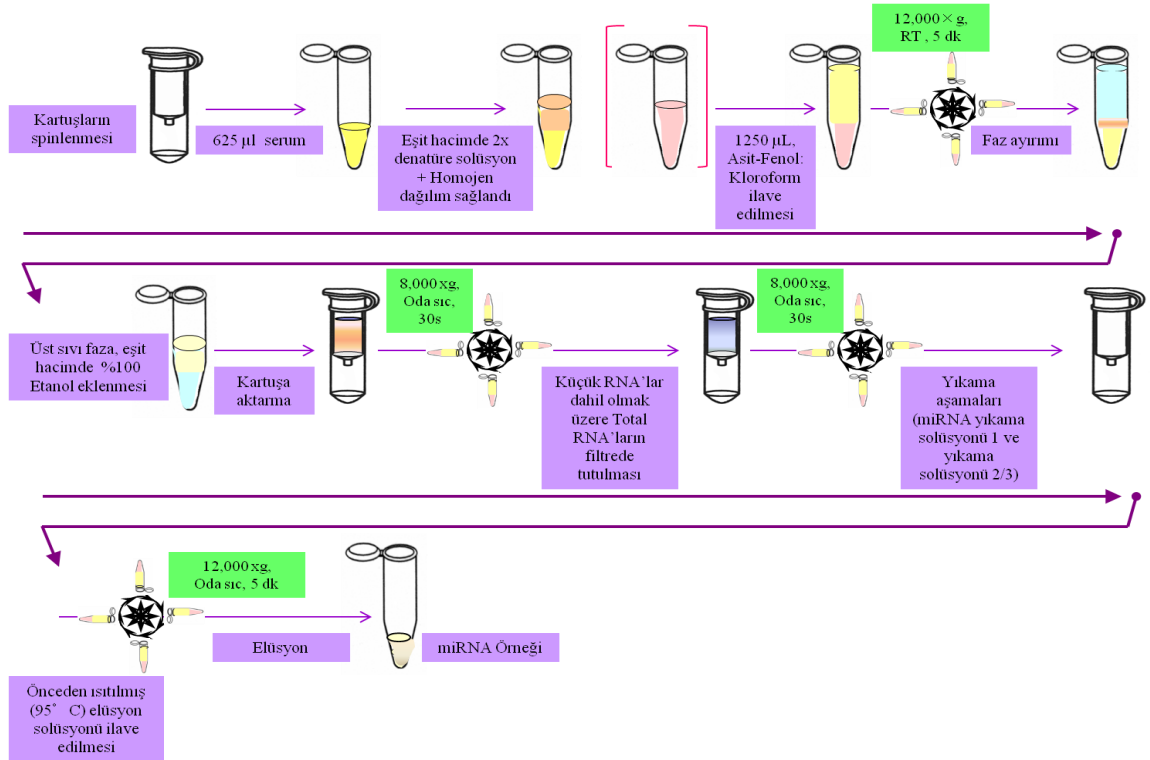 Kartuşların
spinlenmesi
625 µl serum
Eşit hacimde 2x
denatüre solüsyon
+ Homojen
dağılım sağlandı
1250 µL,
Asit-Fenol:
Kloroform
ilave
edilmesi
12,000×g,
RT , 5 dk
Faz ayırımı
Üst sıvı faza, eşit
hacimde %100
Etanol eklenmesi
Kartuşa
aktarma
8,000 xg,
Oda sıc,
30s
Küçük RNA’lar
dahil olmak
üzere Total
RNA’ların
filtrede
tutulması
8,000 xg,
Oda sıc,
30s
Yıkama
aşamaları
(miRNA yıkama
solüsyonü 1 ve
yıkama
solüsyonü 2/3)
Önceden ısıtılmış
(95° C) elüsyon
solüsyonü ilave
edilmesi
12,000 xg,
Oda sıc, 5 dk
Elüsyon
miRNA Örneği